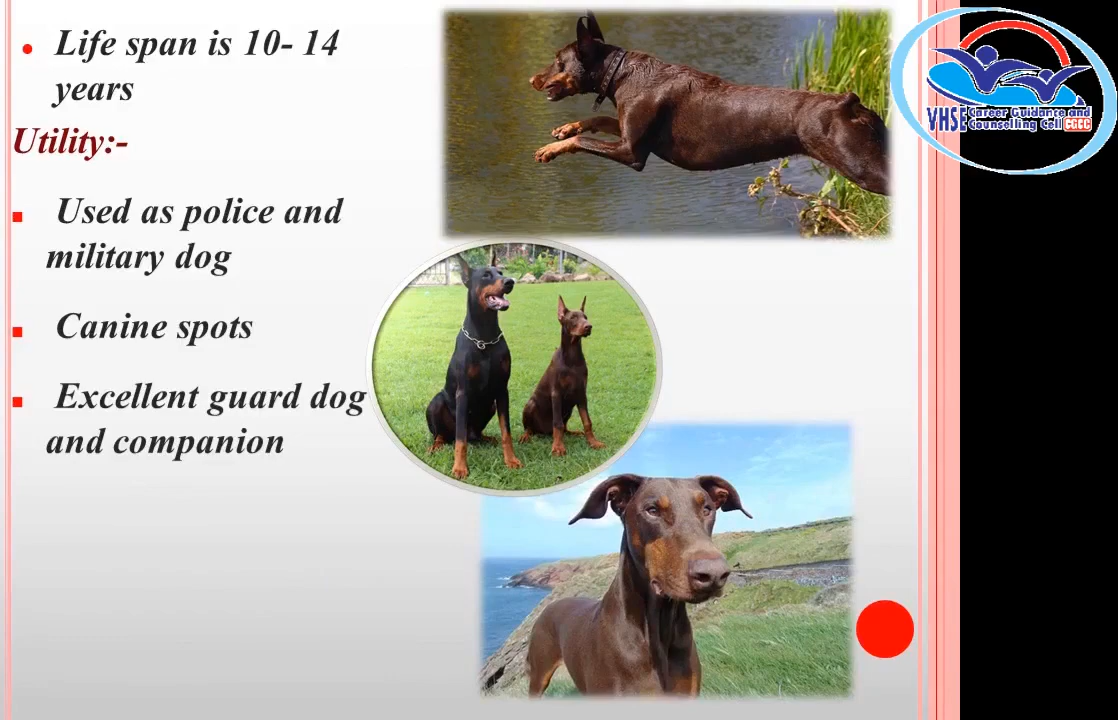 Life span is 10- 14
years
Utility:-
Used as police and
military dog
Canine spots
Excellent guard dog
and companion
VHSE Career Guidance and
Counselling Cell CGCC